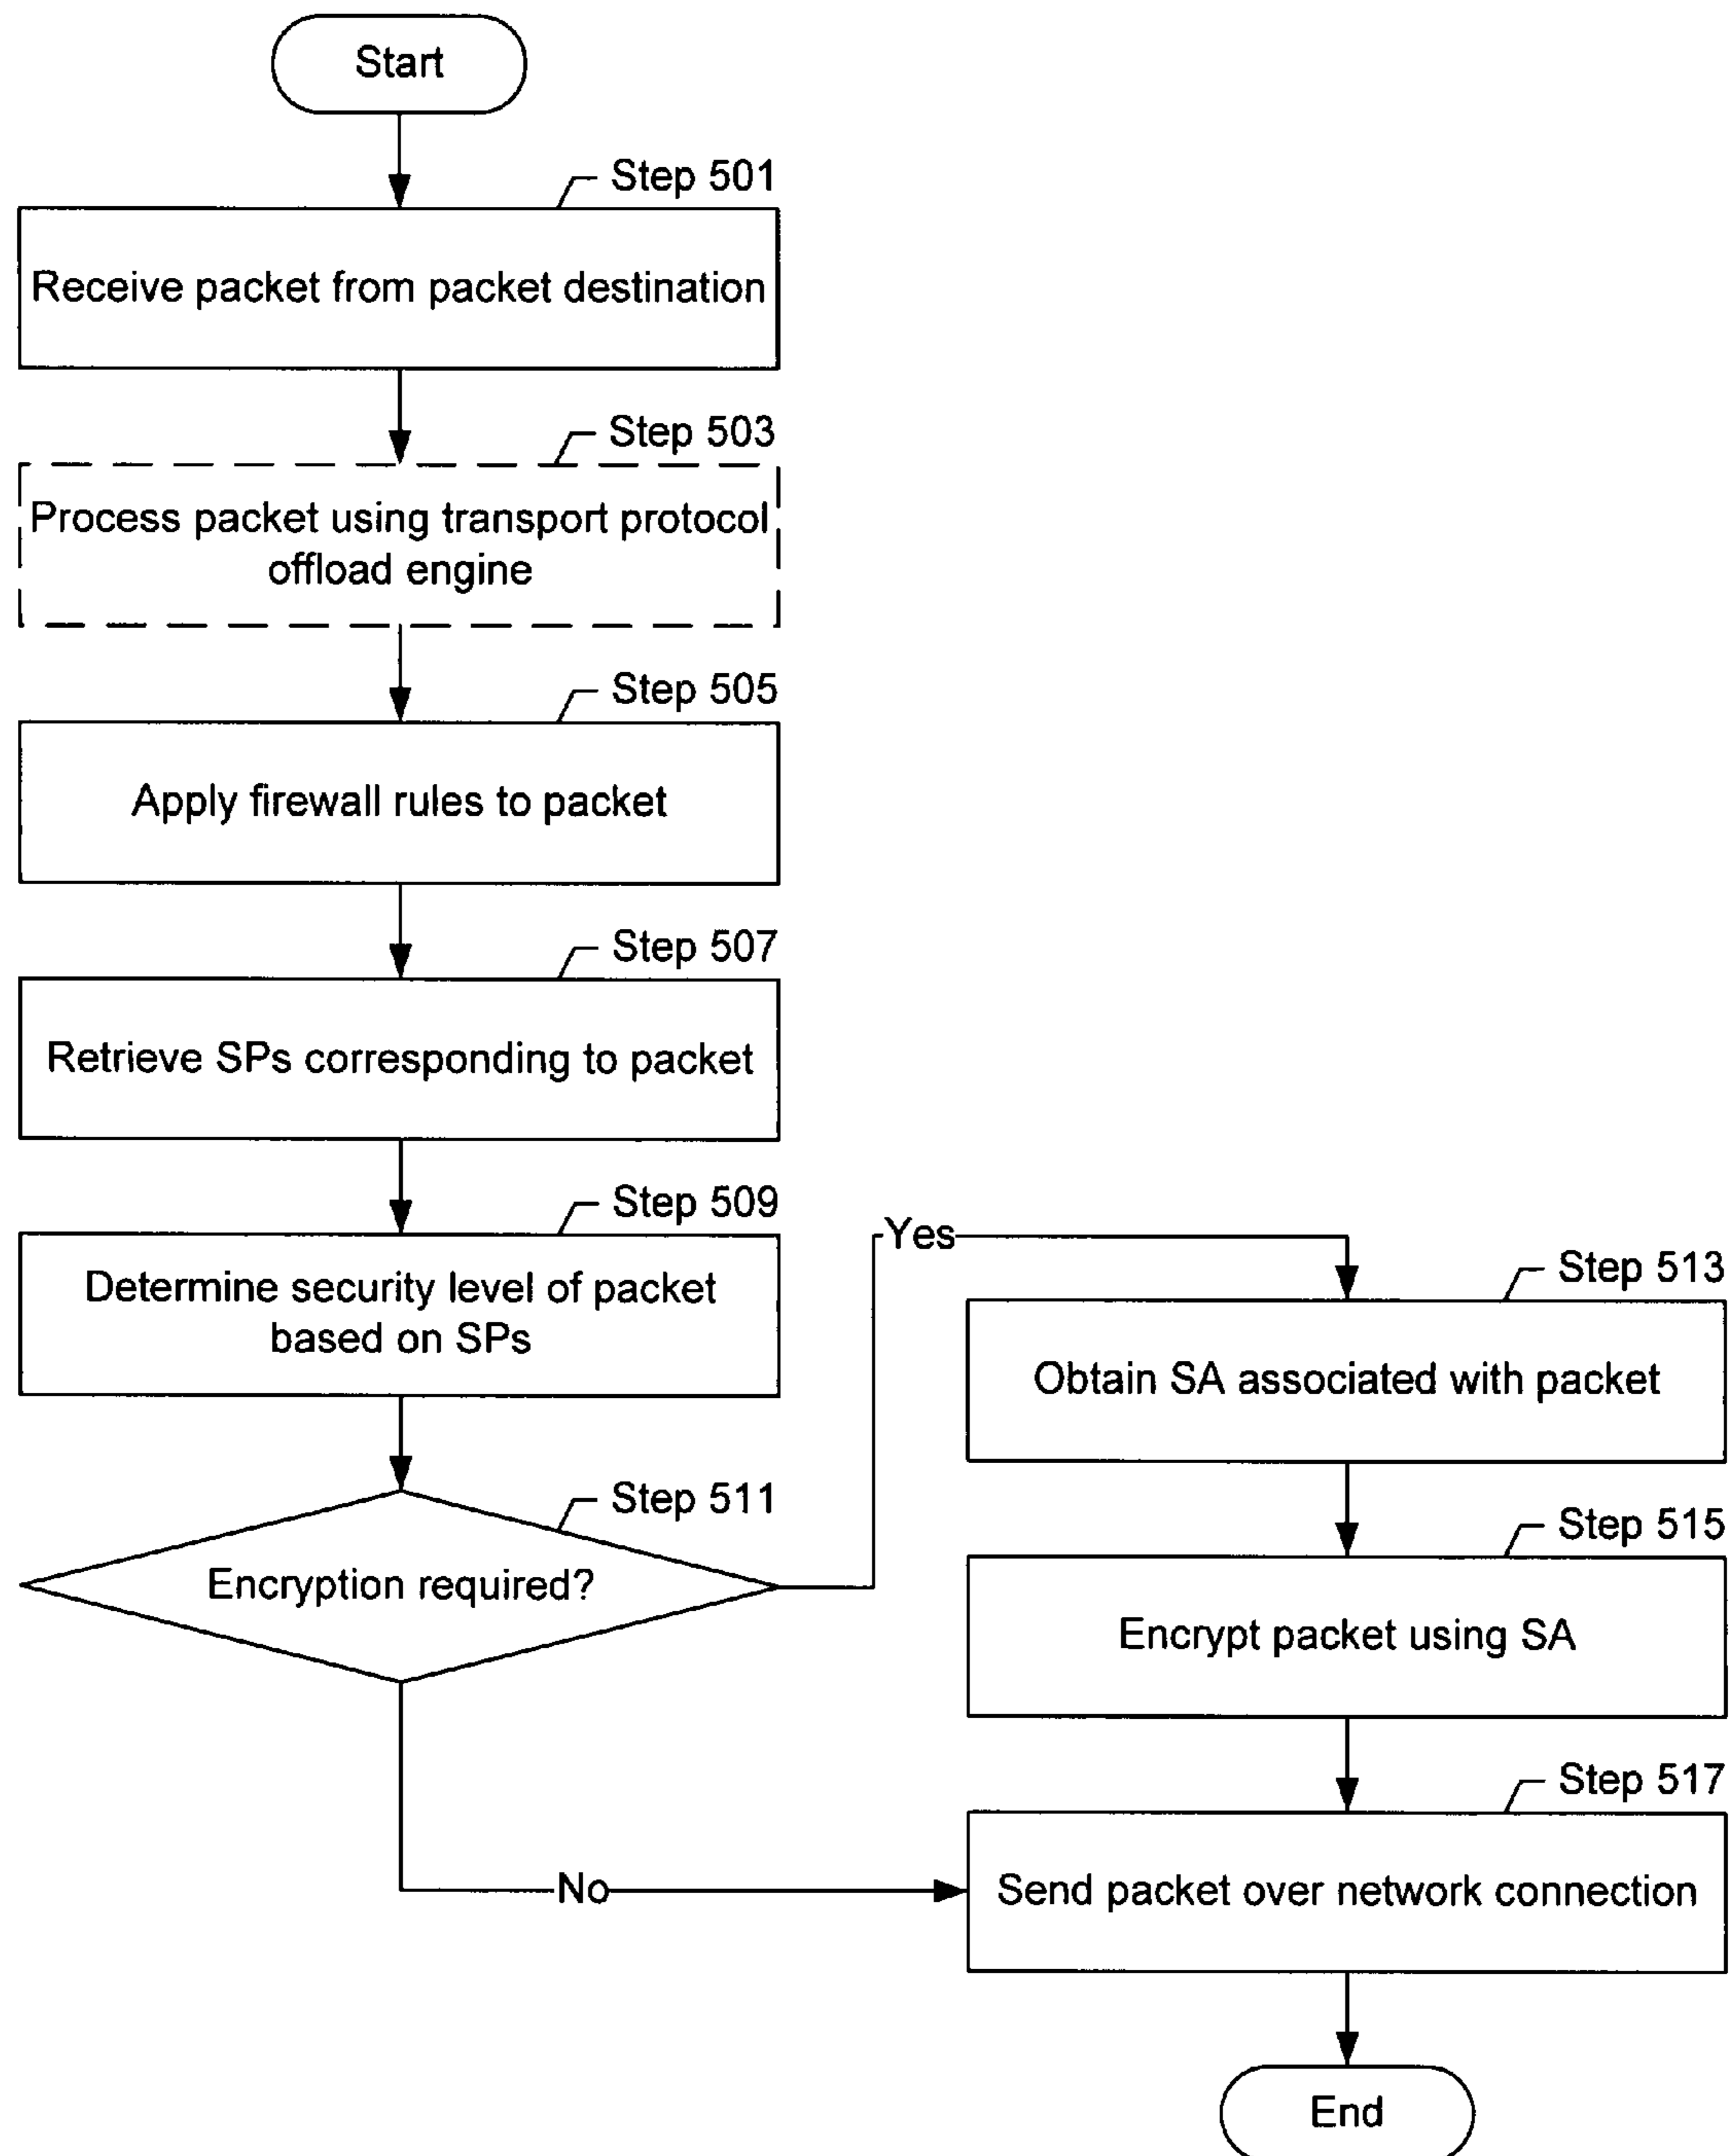 Start
Step 501
Receive packet from packet destination
Step 503
Process packet using transport protocol
offload engine
Step 505
Apply firewall rules to packet
Step 507
Retrieve SPs corresponding to packet
Step 509
Determine security level of packet
based on SPs
Step 511
Encryption required?
Yes
Step 513
Obtain SA associated with packet
Step 515
Encrypt packet using SA
Step 517
No
Send packet over network connection
End